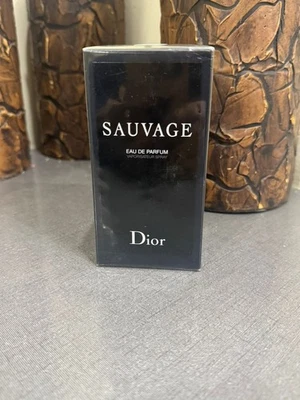 SAUVAGE
EAU DE PARFUM
VAPORISATEUR SPRAY
Dior